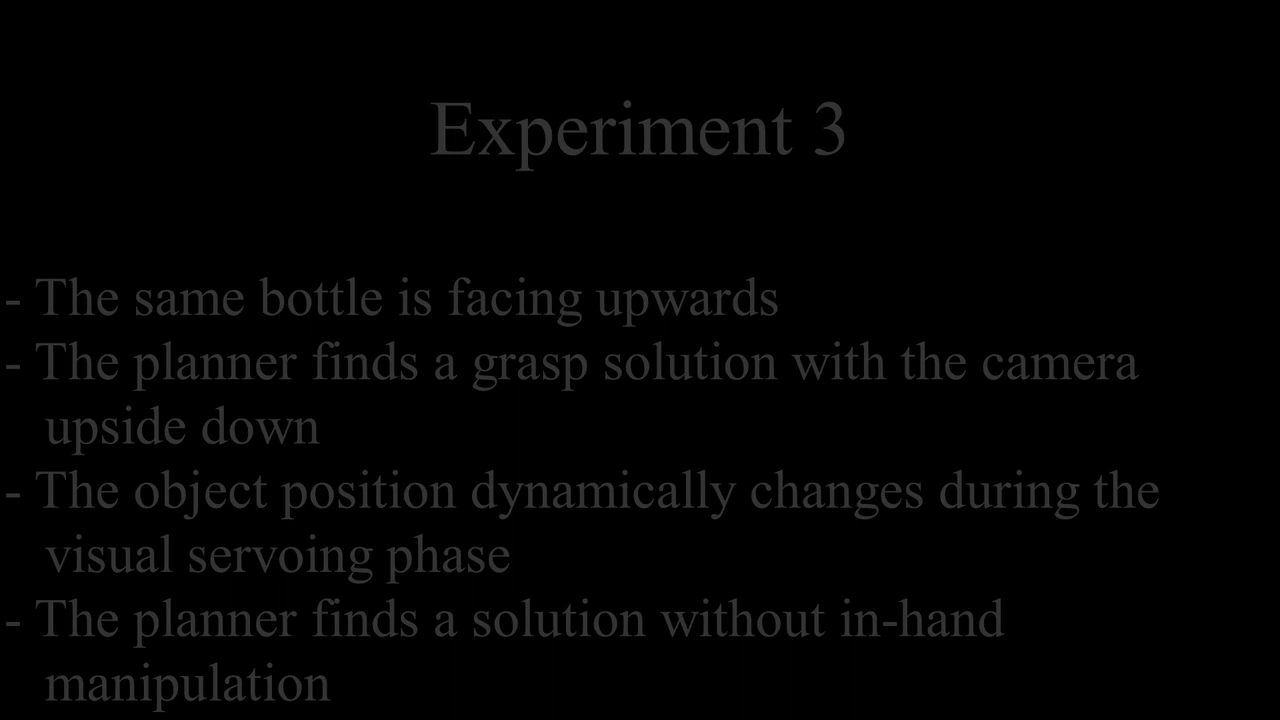 Experiment 3
- The same bottle is facing upwards
- The planner finds a grasp solution with the camera
upside down
- The object position dynamically changes during the
visual servoing phase
- The planner finds a solution without in-hand
manipulation